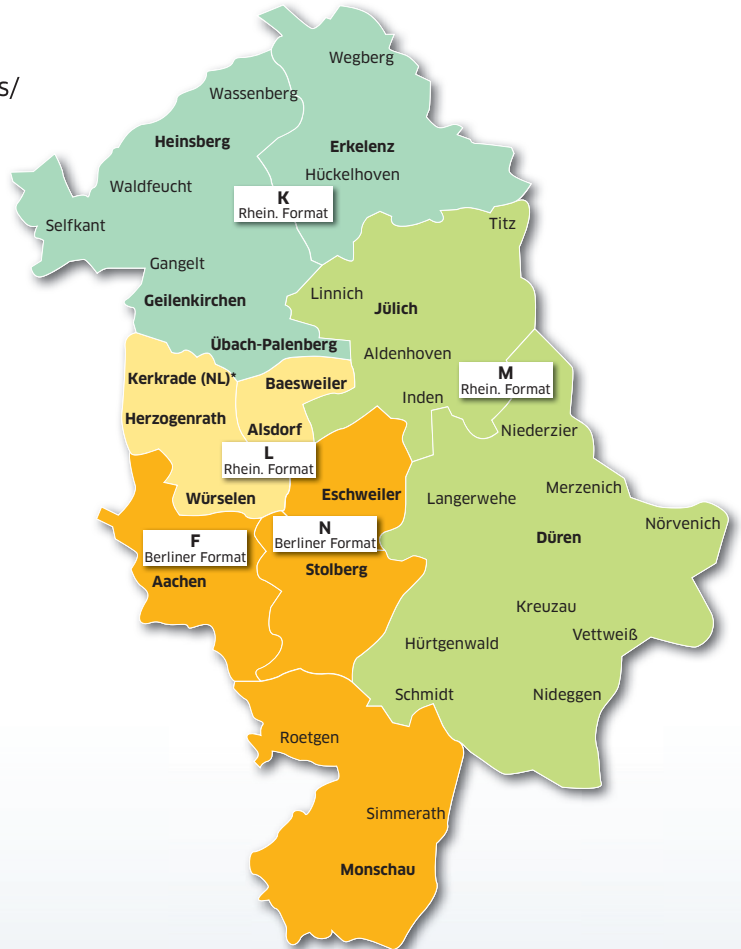 s/
Wegberg
Wassenberg
Heinsberg
Erkelenz
Hückelhoven
Waldfeucht
K
Rhein. Format
Selfkant
Titz
Gangelt
Linnich
Geilenkirchen
Jülich
Übach-Palenberg
Aldenhoven
Kerkrade (NL)*
Baesweiler
M
Rhein. Format
Inden
Herzogenrath
Alsdorf
Niederzier
L
Rhein. Format
Würselen
Eschweiler
Langerwehe
Merzenich
Nörvenich
F
Berliner Format
N
Berliner Format
Düren
Aachen
Stolberg
Kreuzau
Vettweiß
Hürtgenwald
Schmidt
Nideggen
Roetgen
Simmerath
Monschau